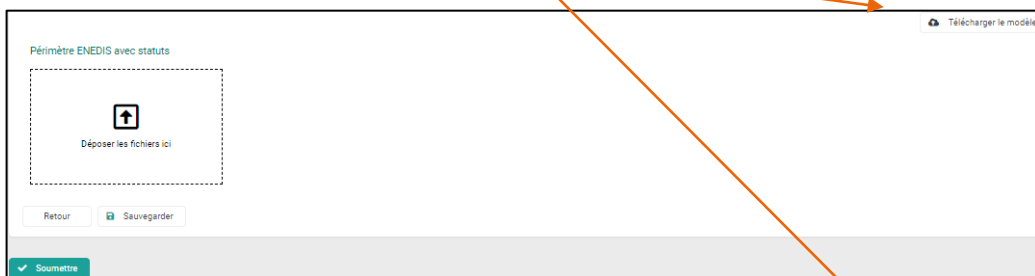 Télécharger le modèle
Périmètre ENEDIS avec statuts
Déposer les fichiers ici
Retour
Sauvegarder
Soumettre